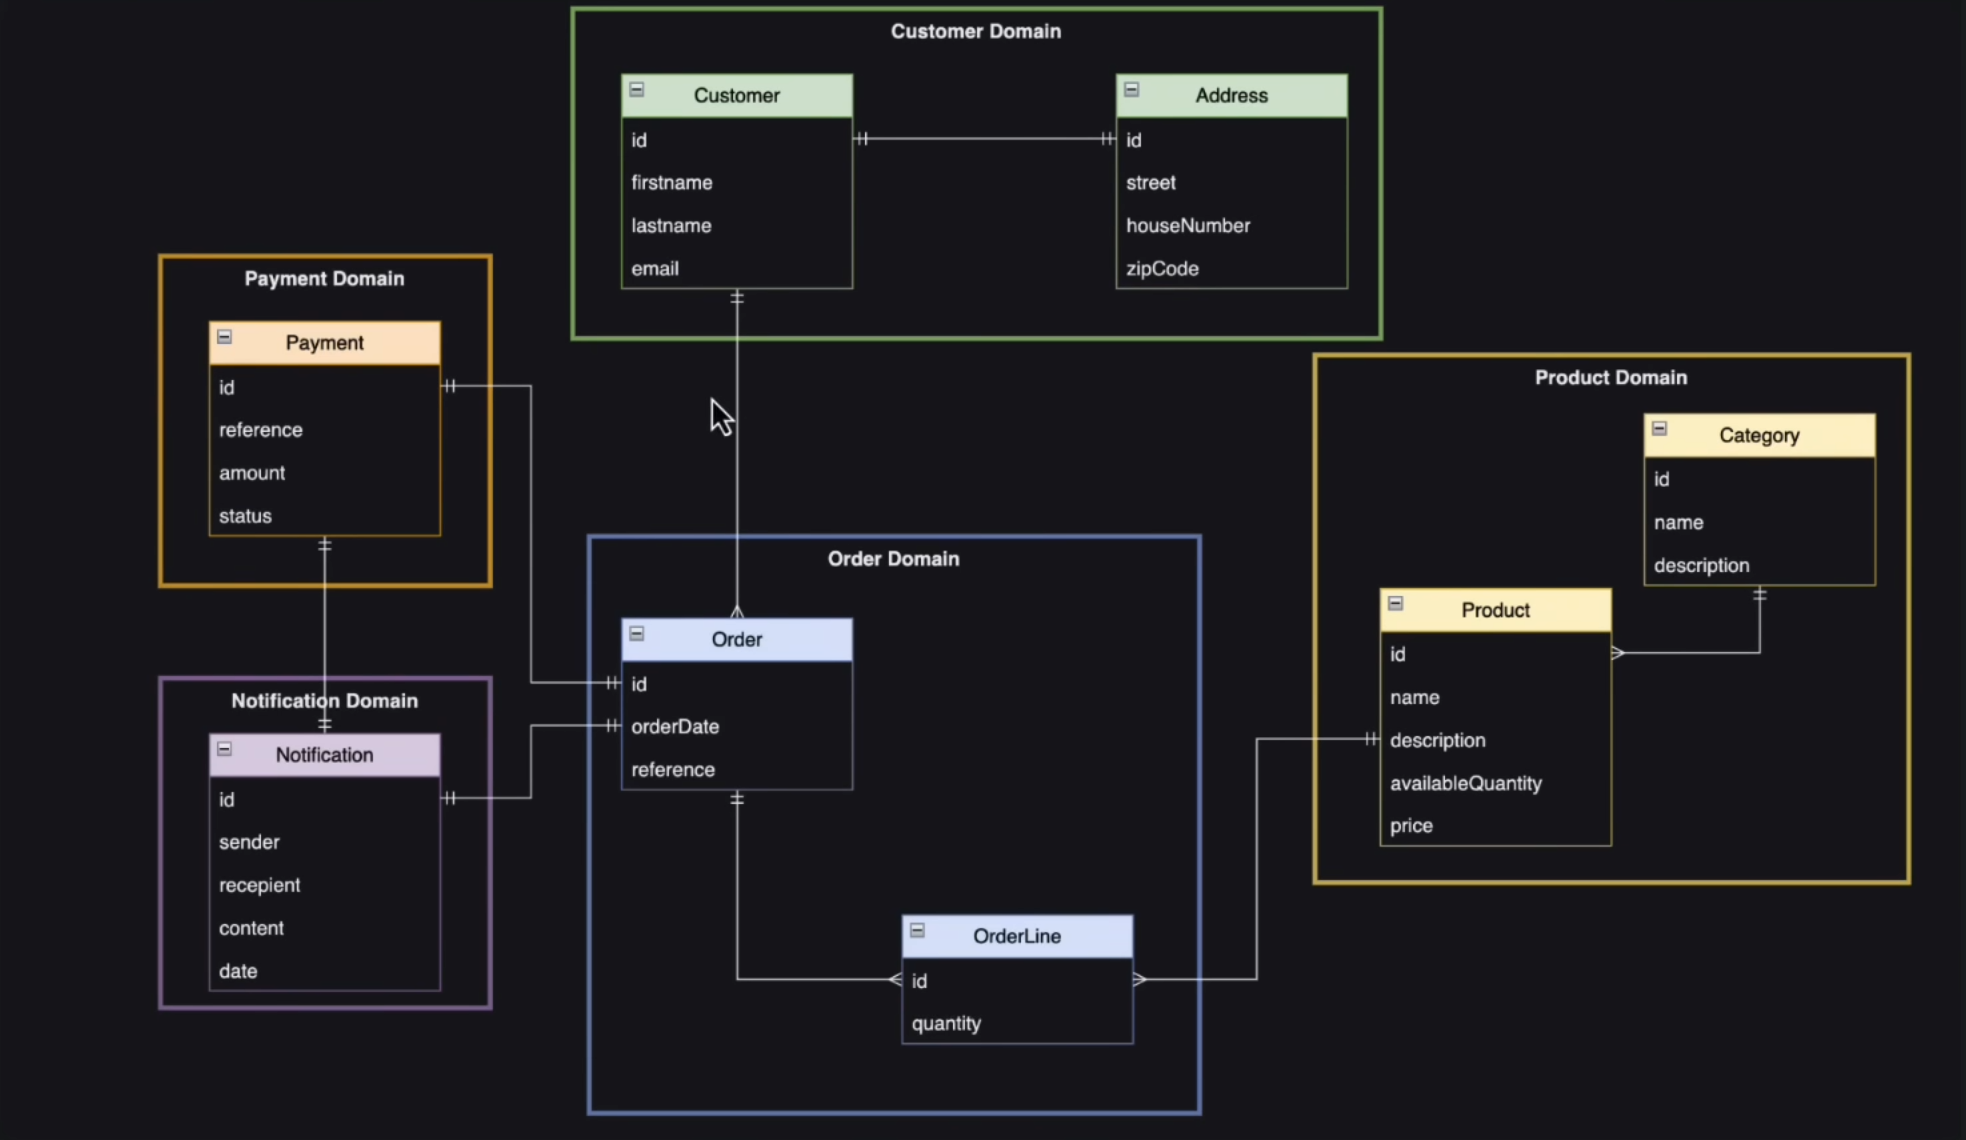 Customer Domain
Customer
id
firstname
lastname
email
Address
id
street
houseNumber
zipCode
Payment Domain
Payment
id
reference
amount
status
Product Domain
Category
id
name
description
Product
id
name
description
availableQuantity
price
Order Domain
Order
id
orderDate
reference
OrderLine
id
quantity
Notification Domain
Notification
id
sender
recepient
content
date